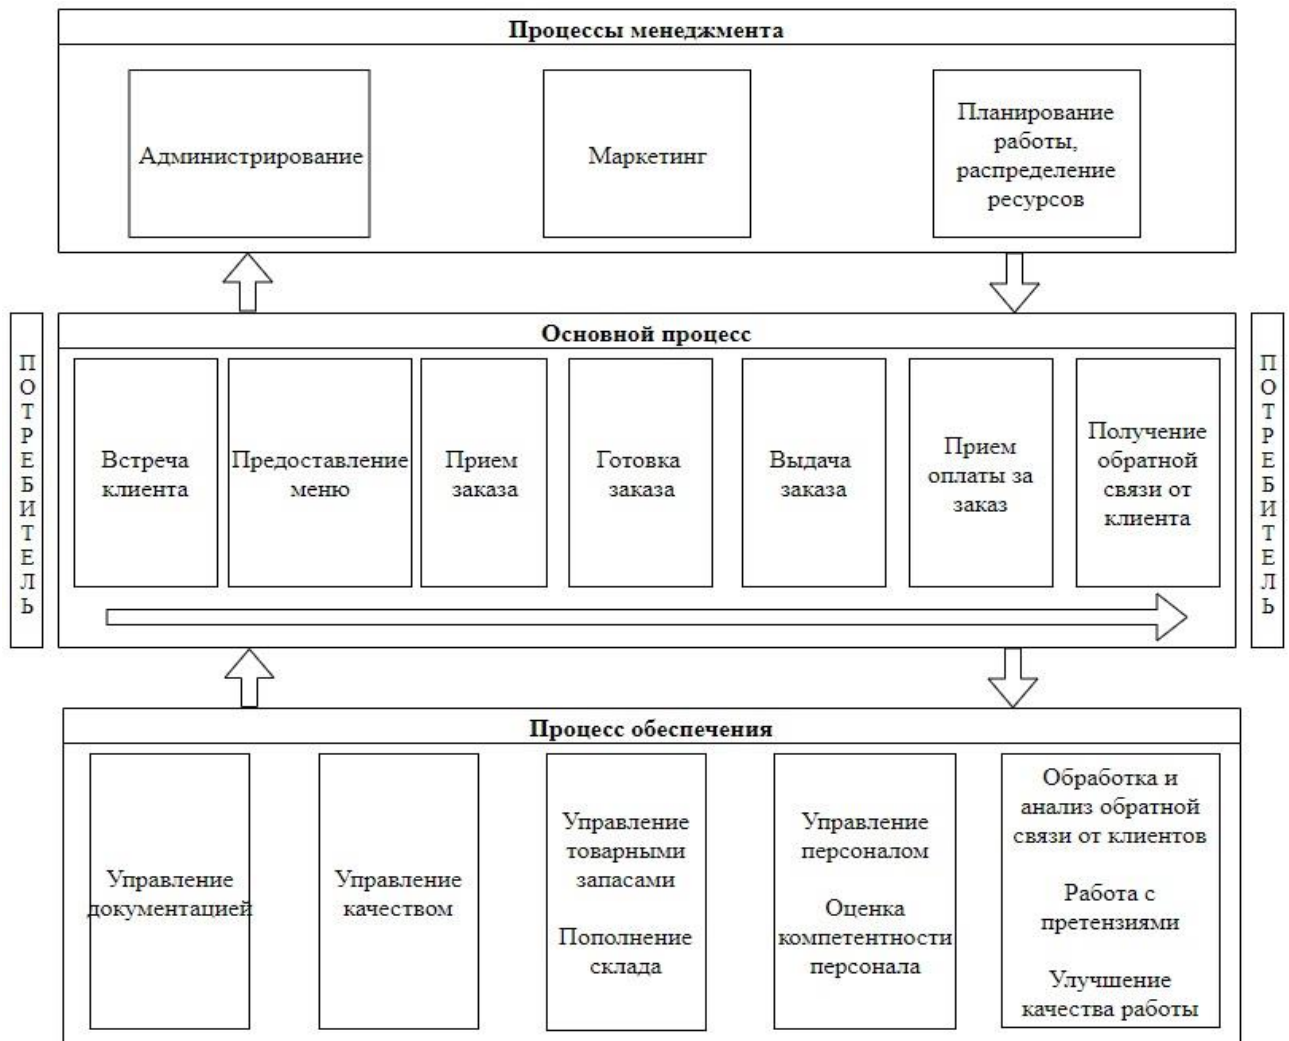 Процессы менеджмента
Администрирование
Маркетинг
Планирование
работы,
распределение
ресурсов
ПОТРЕБИТЕЛЬ
Основной процесс
Встреча
клиента
Предоставление
меню
Прием
заказа
Готовка
заказа
Выдача
заказа
Прием
оплаты за
заказ
Получение
обратной
связи от
клиента
ПОТРЕБИТЕЛЬ
Процесс обеспечения
Управление
документацией
Управление
качеством
Управление
товарными
запасами
Пополнение
склада
Управление
персоналом
Оценка
компетентности
персонала
Обработка и
анализ обратной
связи от клиентов
Работа с
претензиями
Улучшение
качества работы